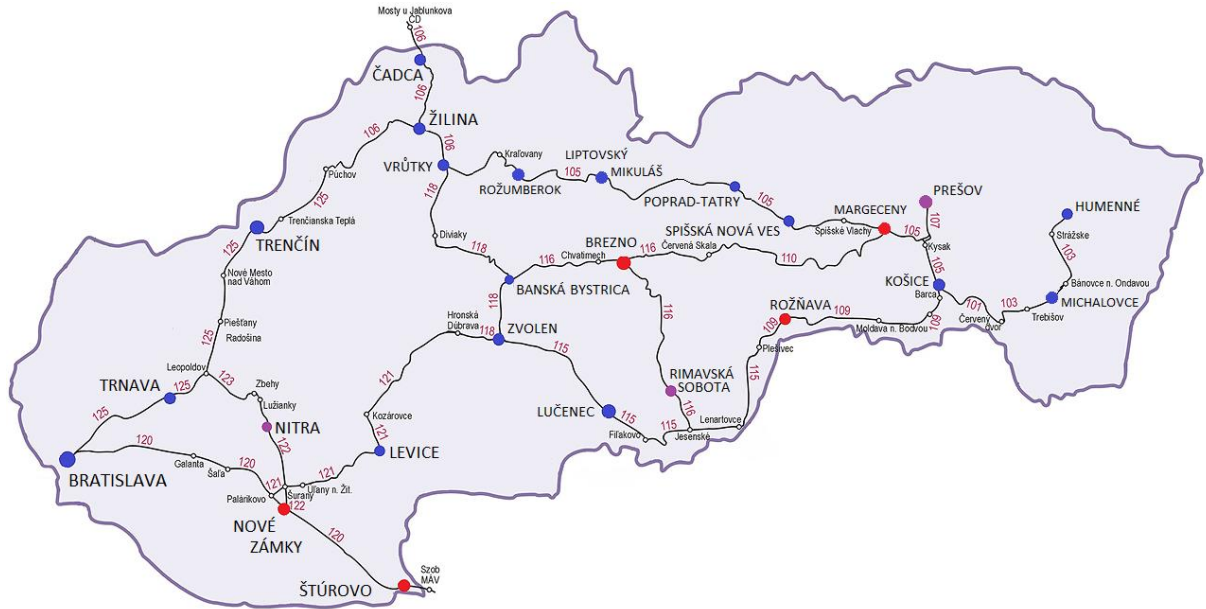 Mosty u Jablunkova
ČD
106
ČADCA
106
ŽILINA
106
106
VRŮTKY
Kraľovany
LIPTOVSKÝ
105
MIKULÁŠ
ROŽUMBEROK
Púchov
125
118
POPRAD-TATRY
105
MARGECENY
PREŠOV
107
HUMENNÉ
Trenčianska Teplá
TRENČÍN
Diviaky
118
SPIŠSKÁ NOVÁ VES
Spišské Vlachy
105
Kysak
Strážske
103
125
BREZNO
116
Červená Skala
110
Chvatimech
116
105
Nové Mesto
nad Váhom
BANSKÁ BYSTRICA
KOŠICE
Barca
Bánovce n. Ondavou
MICHALOVCE
118
116
ROŽŇAVA
109
101
103
Trebišov
Červený
dvor
Piešťany
Radošina
125
Hronská
Dúbrava
118
ZVOLEN
115
109
Moldava n. Bodvou
109
Plešivec
Leopoldov
TRNAVA
125
123
Zbehy
Lužianky
121
RIMAVSKÁ
SOBOTA
115
125
Kozárovce
LUČENEC
116
NITRA
115
115
Lenartovce
Jesenské
Fiľakovo
120
122
121
LEVICE
BRATISLAVA
Galanta
Šaľa
120
121
121
Uľany n. Žit.
Palárikovo
Šurany
122
NOVÉ
ZÁMKY
120
Szob
MÁV
ŠTÚROVO